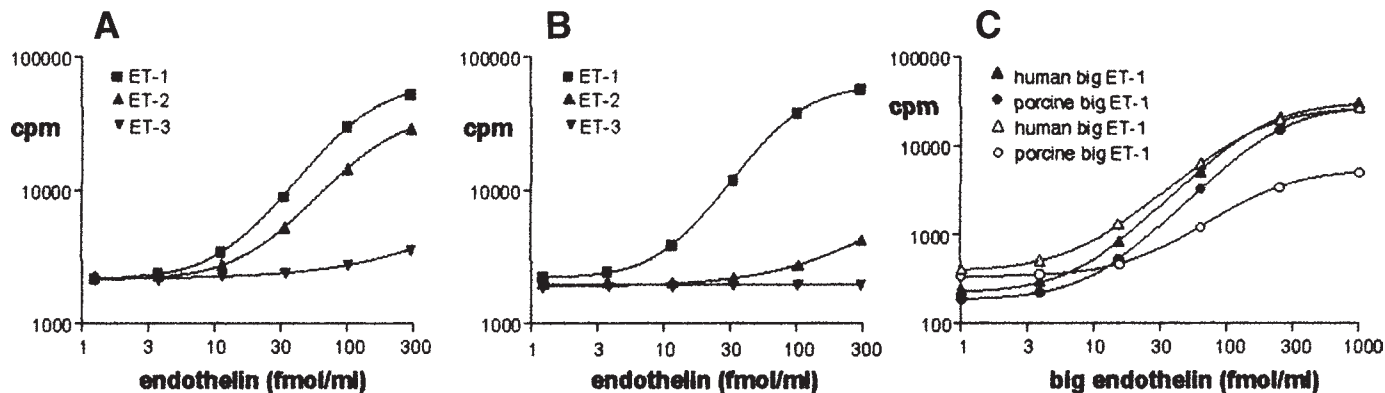 A
100000
cpm
10000
1000
ET-1
ET-2
ET-3
1 3 10 30 100 300
endothelin (fmol/ml)
B
100000
cpm
10000
1000
ET-1
ET-2
ET-3
1 3 10 30 100 300
endothelin (fmol/ml)
C
100000
cpm
10000
1000
100
human big ET-1
porcine big ET-1
human big ET-1
porcine big ET-1
1 3 10 30 100 300 1000
big endothelin (fmol/ml)